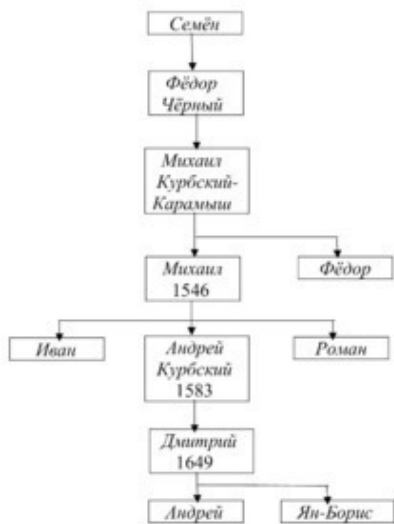 Семён
Фёдор
Чёрный
Михаил
Курбский-
Карамыш
Михаил
1546
Фёдор
Иван
Андрей
Курбский
1583
Роман
Дмитрий
1649
Андрей
Ян-Борис